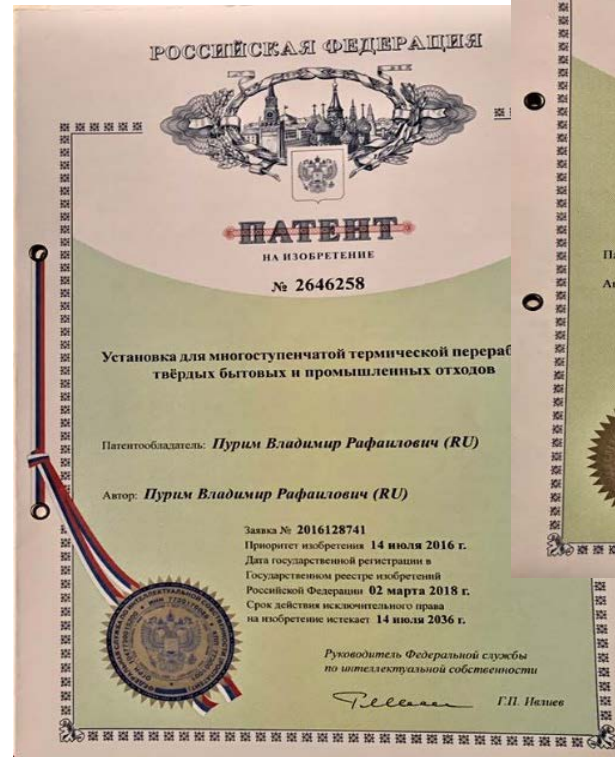 РОССИЙСКАЯ ФЕДЕРАЦИЯ
ПАТЕНТ
НА ИЗОБРЕТЕНИЕ
№ 2646258
Установка для многоступенчатой термической перераб
твёрдых бытовых и промышленных отходов
Патентообладатель: Пурим Владимир Рафаилович (RU)
Автор: Пурим Владимир Рафаилович (RU)
Заявка № 2016128741
Приоритет изобретения 14 июля 2016 г.
Дата государственной регистрации в
Государственном реестре изобретений
Российской Федерации 02 марта 2018 г.
Срок действия исключительного права
на изобретение истекает 14 июля 2036 г.
Руководитель Федеральной службы
по интеллектуальной собственности
Г.П. Ивлиев